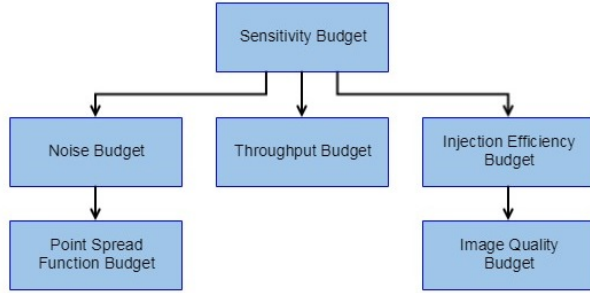 Sensitivity Budget
Noise Budget
Throughput Budget
Injection Efficiency
Budget
Point Spread
Function Budget
Image Quality
Budget